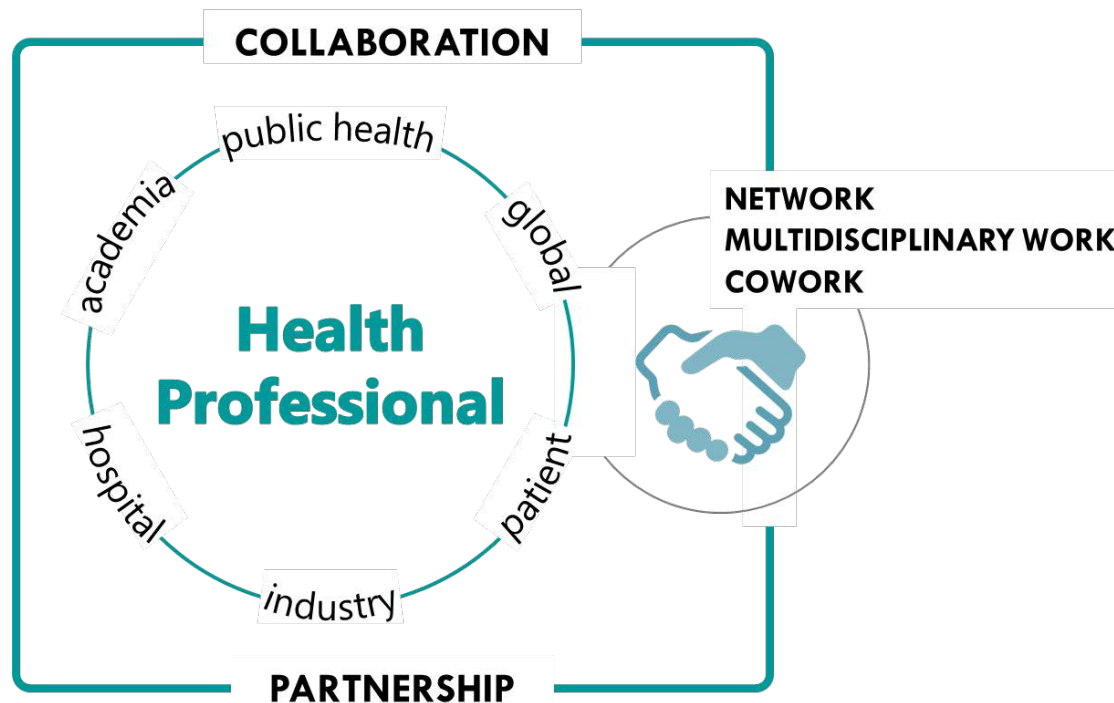 COLLABORATION
public health
academia
global
NETWORK
MULTIDISCIPLINARY WORK
COWORK
Health
Professional
hospital
patient
industry
PARTNERSHIP